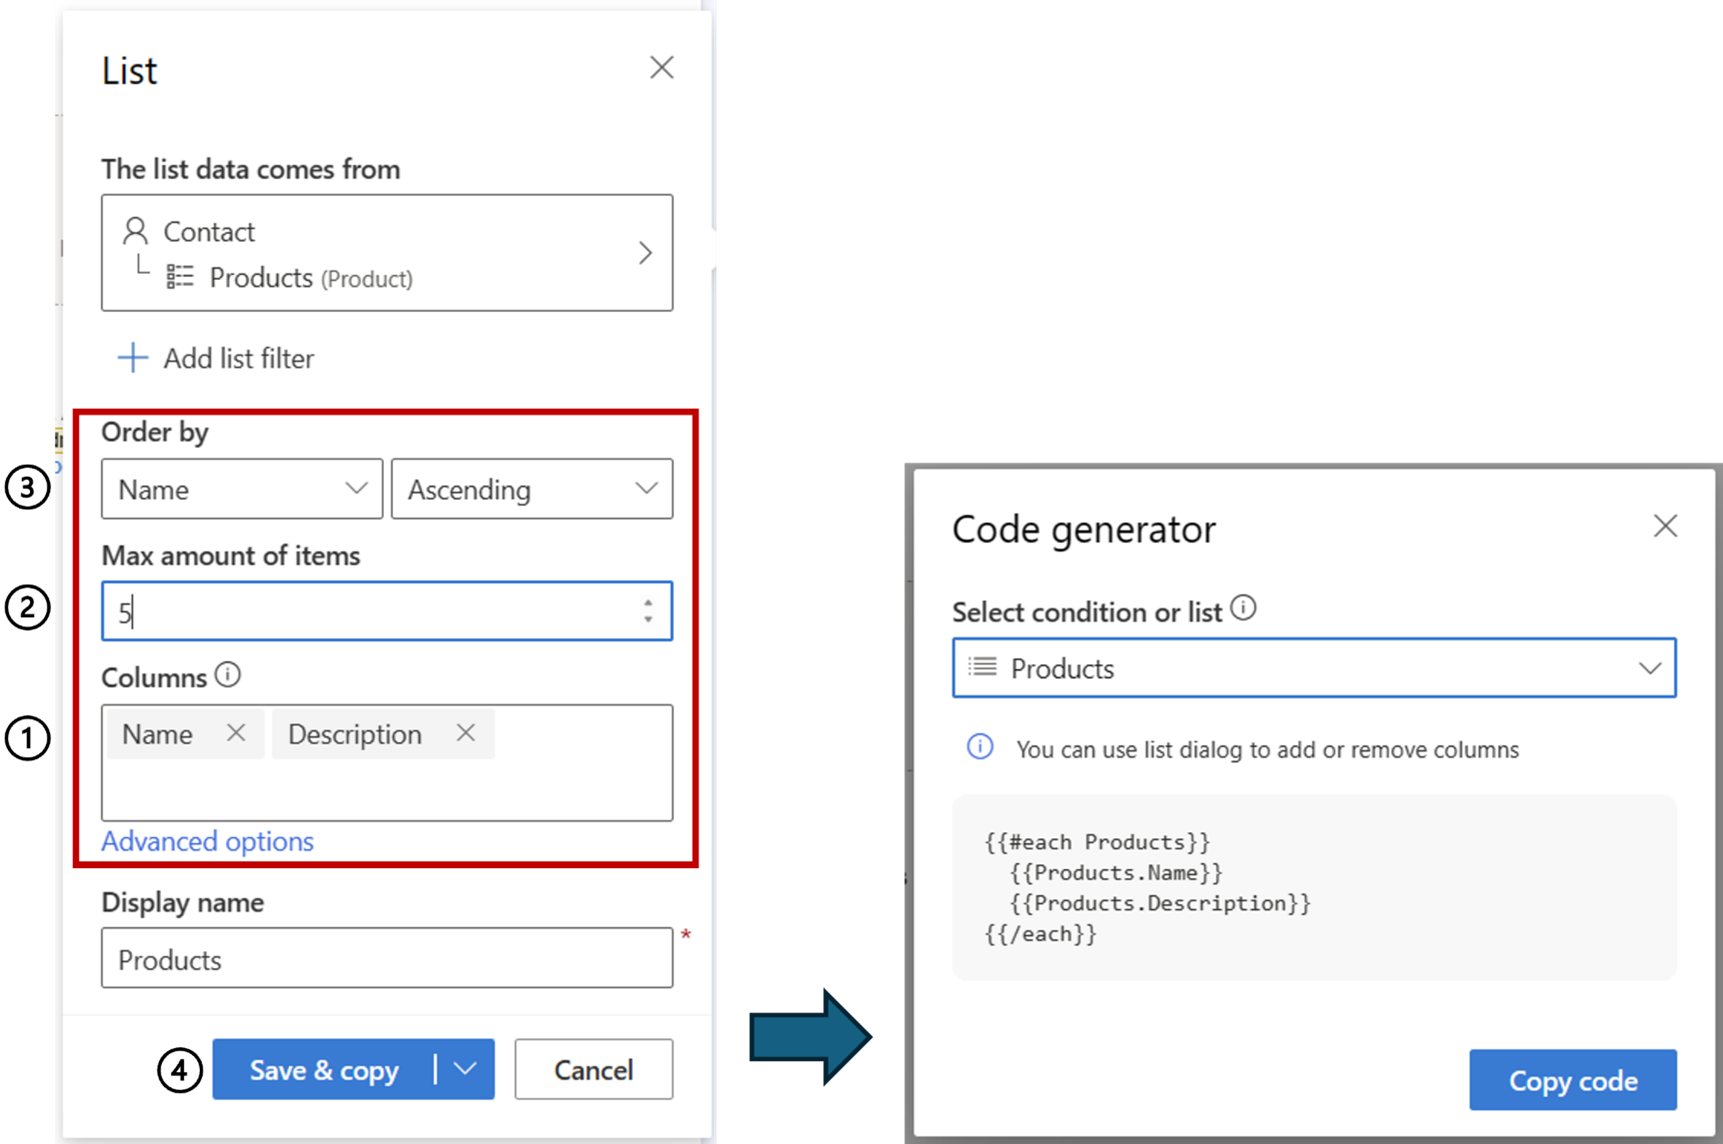 List
The list data comes from
Contact
Products (Product)
Add list filter
Order by
③ Name Ascending
Max amount of items
② 5
Columns
① Name Description
Advanced options
Display name
Products *
④ Save & copy Cancel
Code generator
Select condition or list
Products
You can use list dialog to add or remove columns
{{#each Products}}
{{Products.Name}}
{{Products.Description}}
{{/each}}
Copy code